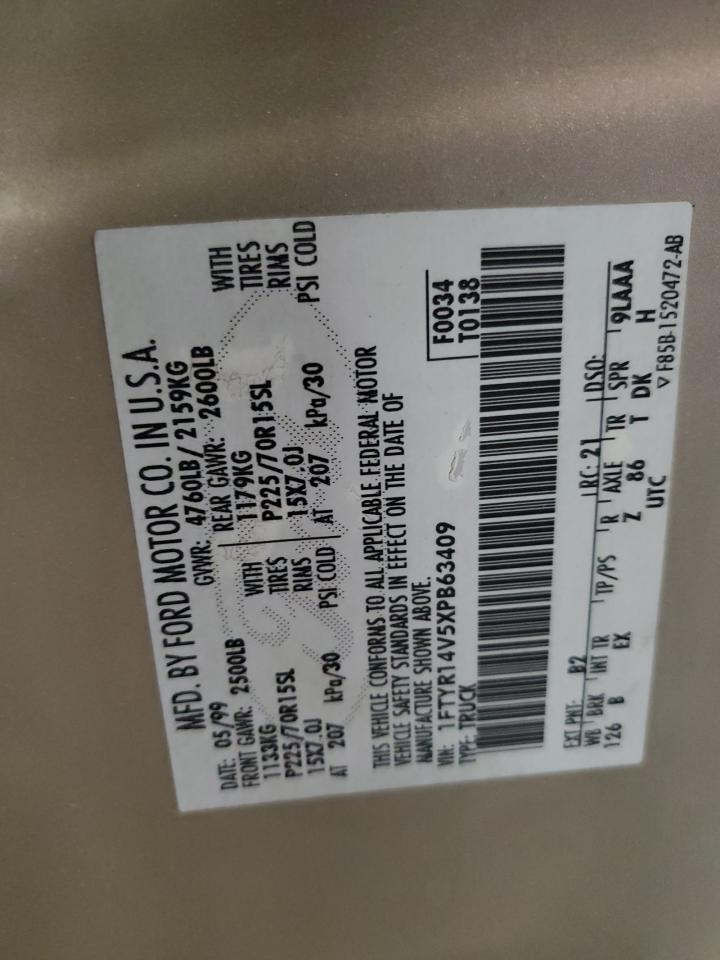 MFD. BY FORD MOTOR CO. IN U.S.A.
DATE: 05/99 GVWR: 4760LB/2159KG
FRONT GAWR: 2500LB REAR GAWR: 2600LB
1133KG WITH 1179KG WITH
P225/70R15SL TIRES P225/70R15SL TIRES
15X7.0J RIMS 15X7.0J RIMS
AT 207 kPa/30 PSI COLD AT 207 kPa/30 PSI COLD
THIS VEHICLE CONFORMS TO ALL APPLICABLE FEDERAL MOTOR
VEHICLE SAFETY STANDARDS IN EFFECT ON THE DATE OF
MANUFACTURE SHOWN ABOVE.
VIN: 1FTYR14V5XPB63409 F0034
TYPE: TRUCK T0138
EXT PNT: B2 RC: 21 DSO:
WB BRK INT TR TP/PS R AXLE TR SPR 9LAAA
126 B EX Z 86 T DK H
UTC ▽ F85B-1520472-AB